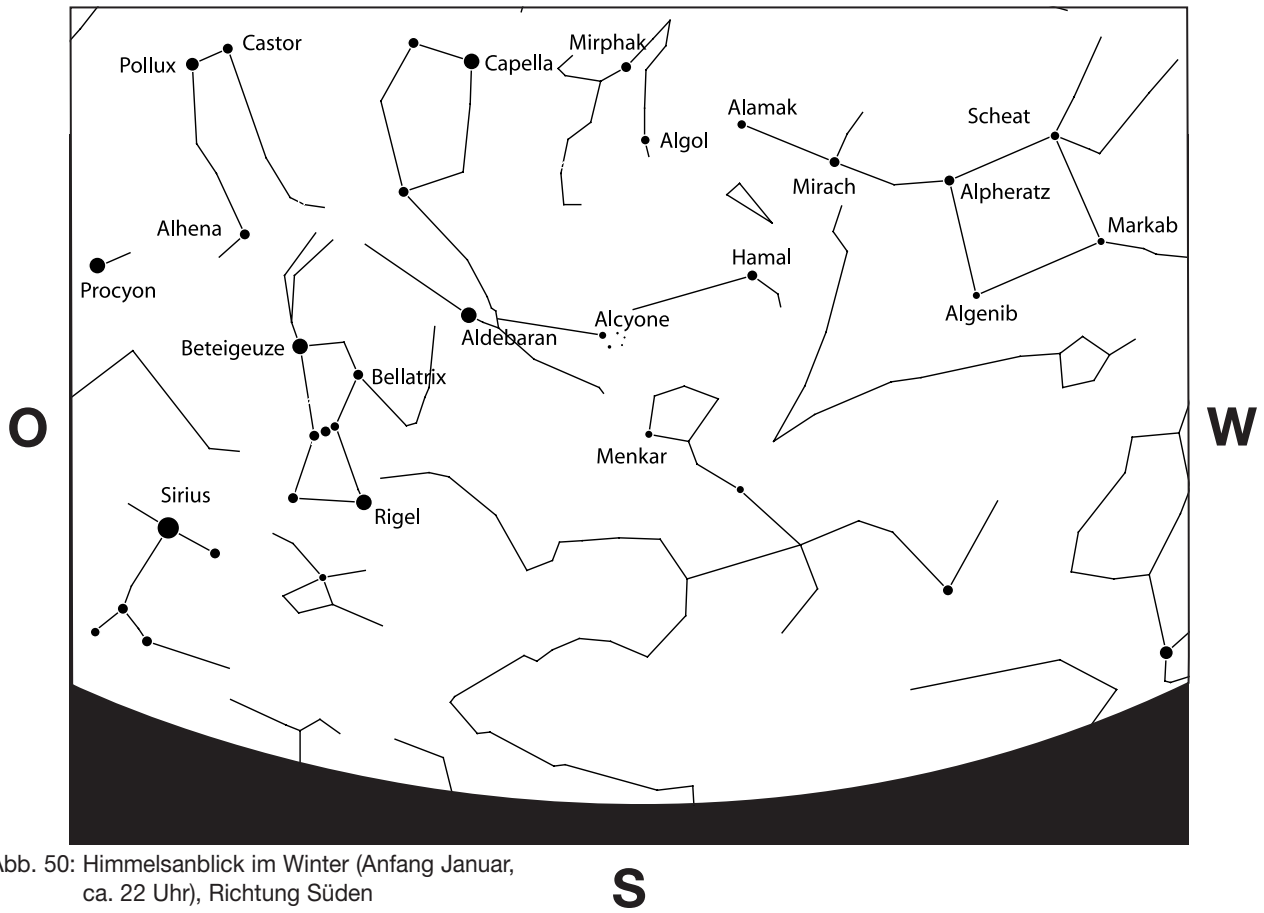 Castor
Pollux
Capella
Mirphak
Algol
Alamak
Mirach
Scheat
Alpheratz
Markab
Alhena
Procyon
Hamal
Algenib
Alcyone
Aldebaran
Beteigeuze
Bellatrix
O
W
Menkar
Sirius
Rigel
Abb. 50: Himmelsanblick im Winter (Anfang Januar,
ca. 22 Uhr), Richtung Süden
S